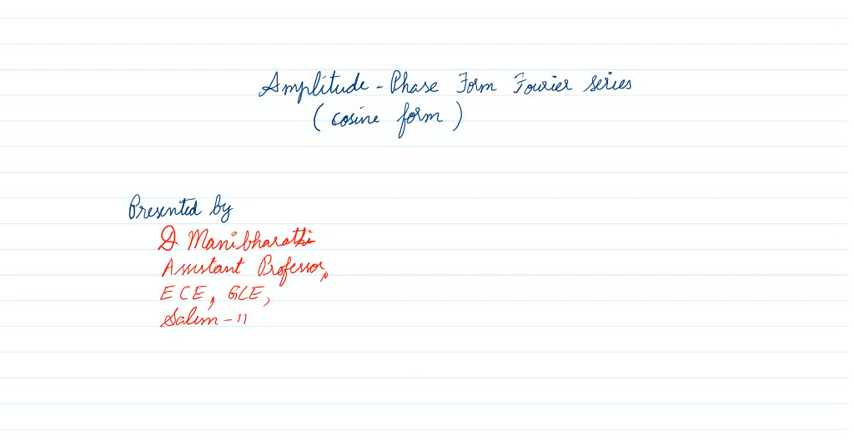 Amplitude - Phase Form Fourier series
( cosine form )
Presented by
D Manibharathi
Assistant Professor,
ECE, GCE,
Salem - 11